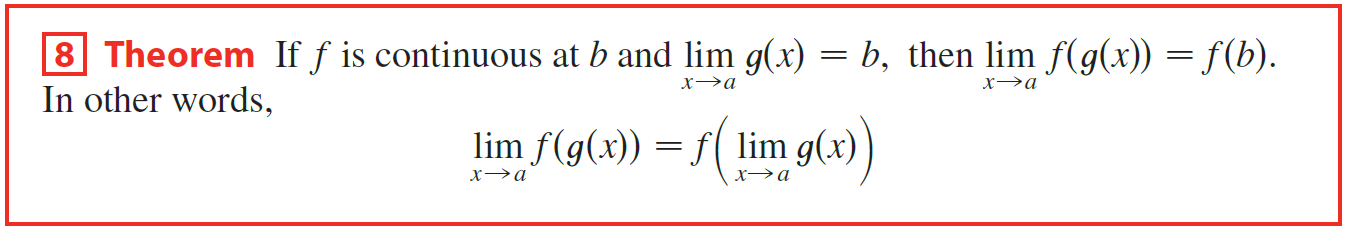 8 Theorem If f is continuous at b and lim x→a g(x) = b, then lim x→a f(g(x)) = f(b).
In other words,
lim x→a f(g(x)) = f( lim x→a g(x))